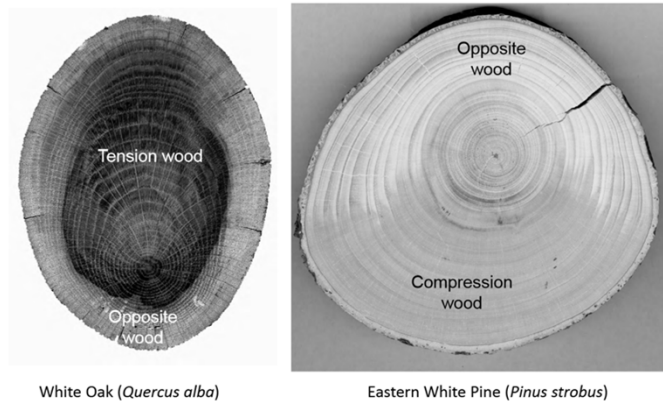 Tension wood
Opposite
wood
Opposite
wood
Compression
wood
White Oak (Quercus alba)
Eastern White Pine (Pinus strobus)